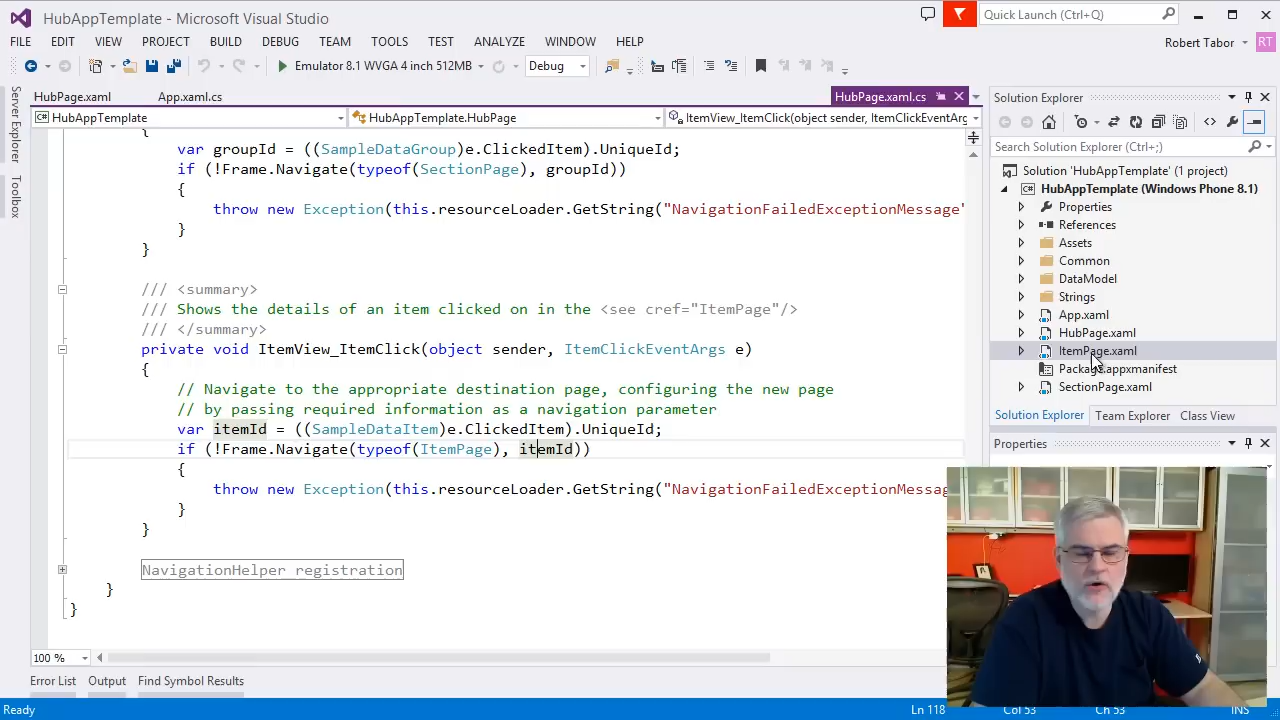 HubAppTemplate - Microsoft Visual Studio
Quick Launch (Ctrl+Q)
FILE EDIT VIEW PROJECT BUILD DEBUG TEAM TOOLS TEST ANALYZE WINDOW HELP
Robert Tabor RT
Emulator 8.1 WVGA 4 inch 512MB Debug
Server Explorer
Toolbox
HubPage.xaml App.xaml.cs HubPage.xaml.cs
HubAppTemplate HubAppTemplate.HubPage ItemView_ItemClick(object sender, ItemClickEventArg
{
var groupId = ((SampleDataGroup)e.ClickedItem).UniqueId;
if (!Frame.Navigate(typeof(SectionPage), groupId))
{
throw new Exception(this.resourceLoader.GetString("NavigationFailedExceptionMessage"
}
}
/// <summary>
/// Shows the details of an item clicked on in the <see cref="ItemPage"/>
/// </summary>
private void ItemView_ItemClick(object sender, ItemClickEventArgs e)
{
// Navigate to the appropriate destination page, configuring the new page
// by passing required information as a navigation parameter
var itemId = ((SampleDataItem)e.ClickedItem).UniqueId;
if (!Frame.Navigate(typeof(ItemPage), itemId))
{
throw new Exception(this.resourceLoader.GetString("NavigationFailedExceptionMessag
}
}
NavigationHelper registration
}
}
100 %
Error List Output Find Symbol Results
Ready Ln 118 Col 53 Ch 53 INS
Solution Explorer
Search Solution Explorer (Ctrl+;)
Solution 'HubAppTemplate' (1 project)
HubAppTemplate (Windows Phone 8.1)
Properties
References
Assets
Common
DataModel
Strings
App.xaml
HubPage.xaml
ItemPage.xaml
Package.appxmanifest
SectionPage.xaml
Solution Explorer Team Explorer Class View
Properties